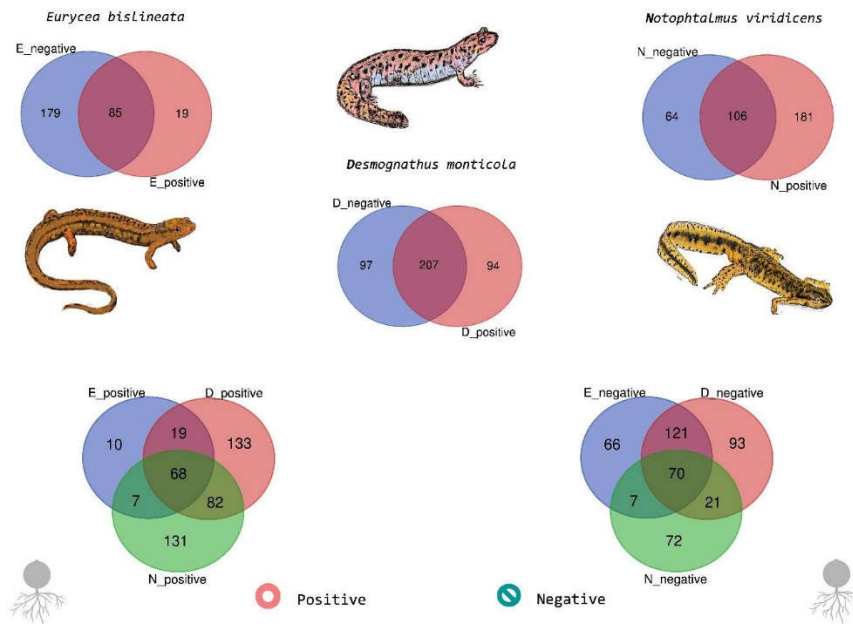 Eurycea bislineata
Notophtalmus viridicens
E_negative
179
85
19
E_positive
N_negative
64
106
181
N_positive
Desmognathus monticola
D_negative
97
207
94
D_positive
E_positive
D_positive
10
19
133
68
7
82
131
N_positive
E_negative
D_negative
66
121
93
70
7
21
72
N_negative
Positive
Negative